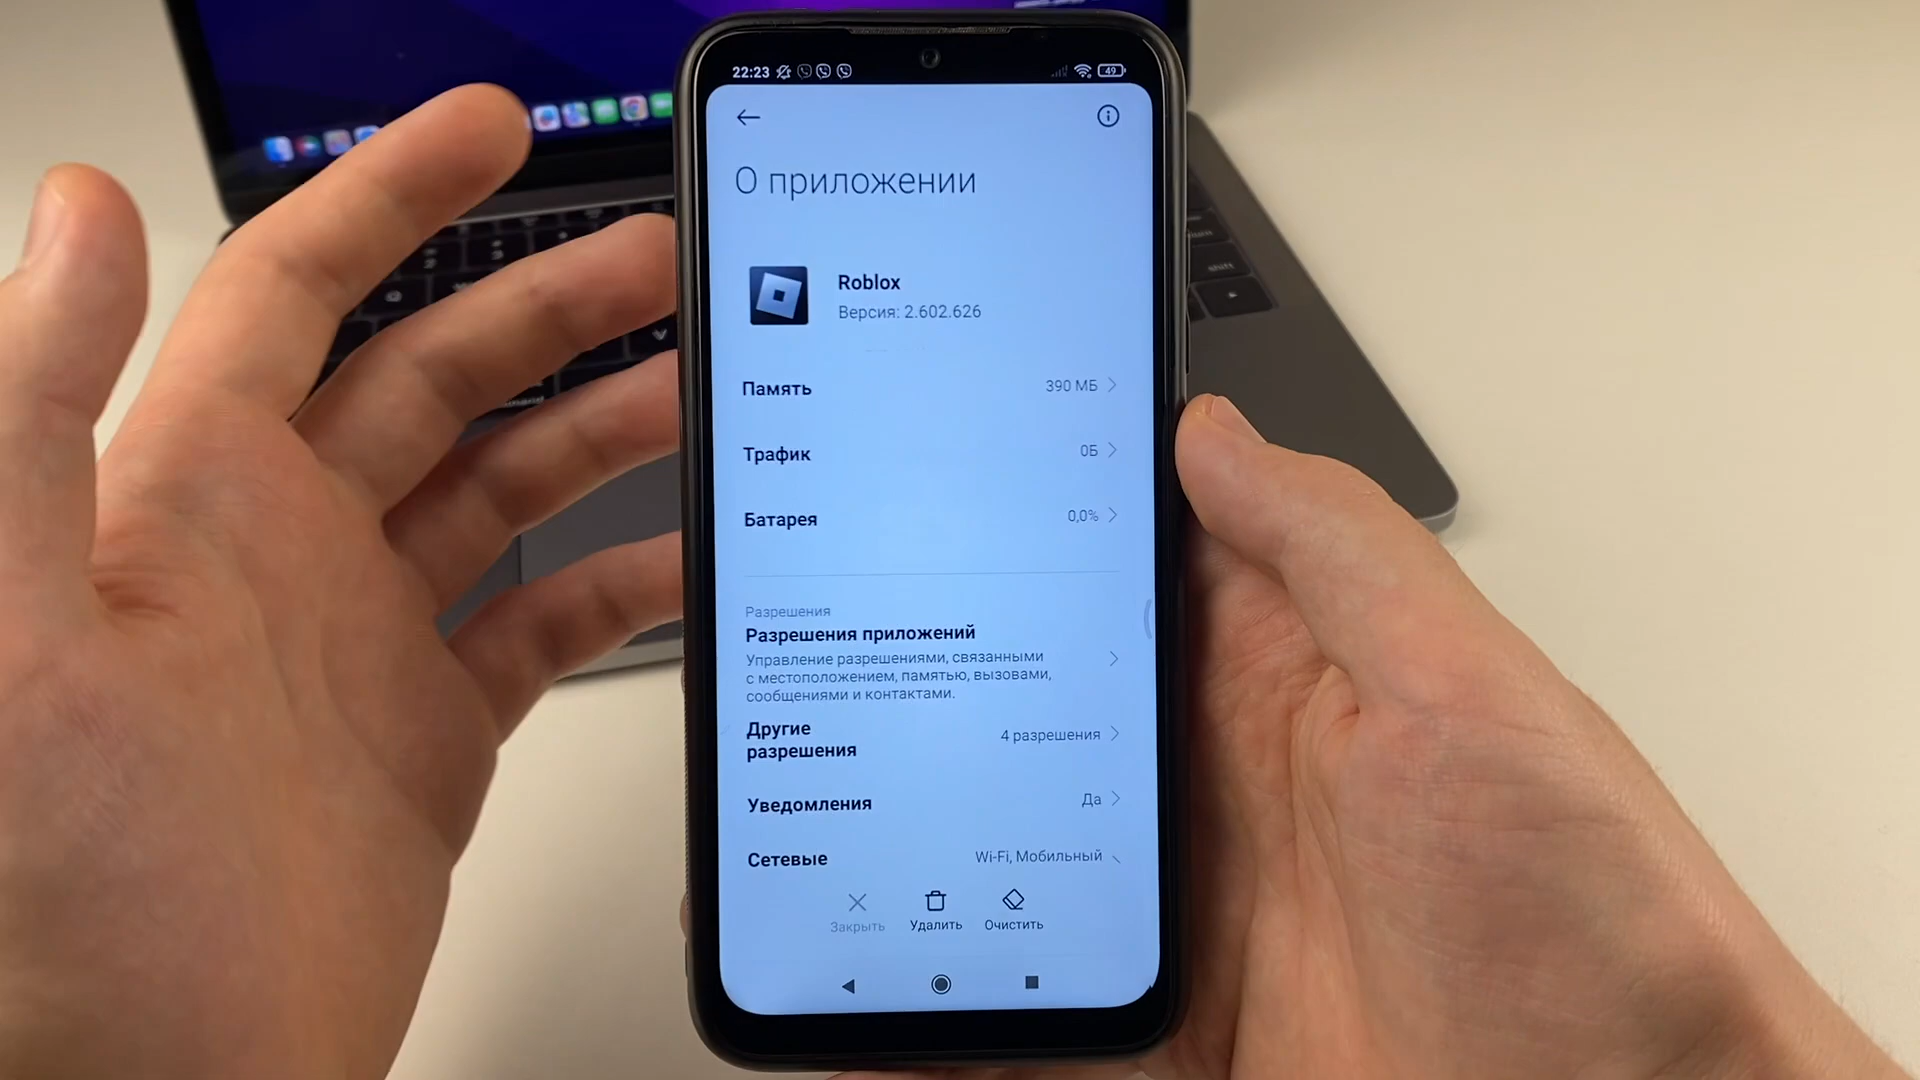 22:23
49
О приложении
Roblox
Версия: 2.602.626
Память
390 МБ
Трафик
0Б
Батарея
0,0%
Разрешения
Разрешения приложений
Управление разрешениями, связанными
с местоположением, памятью, вызовами,
сообщениями и контактами.
Другие
разрешения
4 разрешения
Уведомления
Да
Сетевые
Wi-Fi, Мобильный
Закрыть
Удалить
Очистить
shift